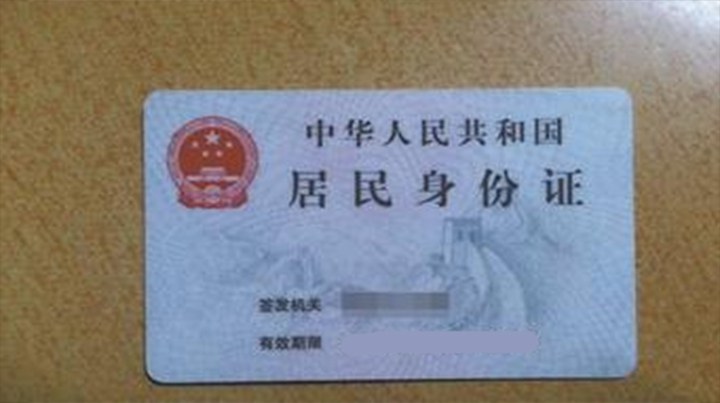 中华人民共和国
居民身份证
签发机关
有效期限